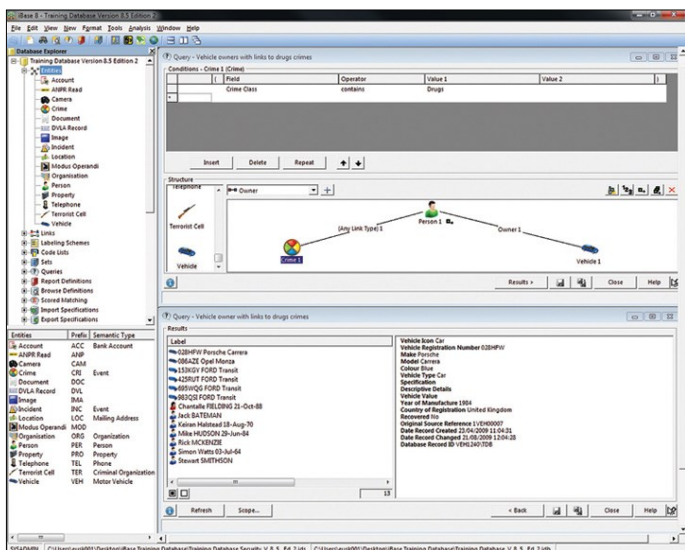 iBase 8 - Training Database Version 8.5 Edition 2
File Edit View New Format Tools Analysis Window Help
Database Explorer
Training Database Version 8.5 Edition 2
Entities
Account
ANPR Read
Camera
Crime
Document
DVLA Record
Image
Incident
Location
Modus Operandi
Organisation
Person
Property
Telephone
Terrorist Cell
Vehicle
Links
Labeling Schemes
Code Lists
Sets
Queries
Report Definitions
Browse Definitions
Scored Matching
Import Specifications
Export Specifications
Entities Prefix Semantic Type
Account ACC Bank Account
ANPR Read ANP
Camera CAM
Crime CRI Event
Document DOC
DVLA Record DVL
Image IMA
Incident INC Event
Location LOC Mailing Address
Modus Operandi MOD
Organisation ORG Organization
Person PER Person
Property PRO Property
Telephone TEL Phone
Terrorist Cell TER Criminal Organization
Vehicle VEH Motor Vehicle
Query - Vehicle owners with links to drugs crimes
Conditions - Crime 1 (Crime)
( Field Operator Value 1 Value 2 )
Crime Class contains Drugs
*
Insert Delete Repeat
Structure
Telephone
Terrorist Cell
Vehicle
Owner
Person 1
(Any Link Type) 1
Owner 1
Crime 1
Vehicle 1
Results > Close Help
Query - Vehicle owner with links to drugs crimes
Results
Label
028HFW Porsche Carrera
086AZE Opel Monza
153KGY FORD Transit
425RUT FORD Transit
695WQG FORD Transit
983QSI FORD Transit
Chantalle FIELDING 21-Oct-88
Jack BATEMAN
Keiran Halstead 18-Aug-70
Mike HUDSON 29-Jun-64
Rick MCKENZIE
Simon Watts 03-Jul-64
Stewart SMITHSON
13
Vehicle Icon Car
Vehicle Registration Number 028HFW
Make Porsche
Model Carrera
Colour Blue
Vehicle Type Car
Specification
Descriptive Details
Vehicle Value
Year of Manufacture 1984
Country of Registration United Kingdom
Recovered No
Original Source Reference 1:VEH00007
Date Record Created 23/04/2009 11:04:31
Date Record Changed 21/08/2009 12:04:28
Database Record ID VEH1240\TDB
Refresh Scope... < Back Close Help
SYSADMIN